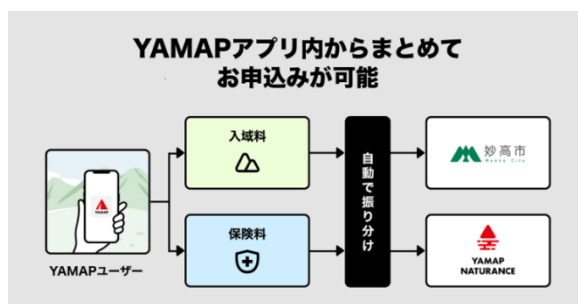 YAMAPアプリ内からまとめて
お申込みが可能
入域料
保険料
自動で振り分け
妙高市
Myoko City
YAMAP
YAMAPユーザー
YAMAP
NATURANCE